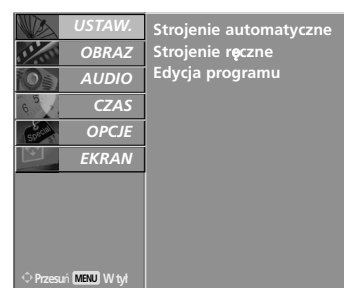 USTAW.
OBRAZ
AUDIO
CZAS
OPCJE
EKRAN
Strojenie automatyczne
Strojenie ręczne
Edycja programu
Przesuń MENU W tył